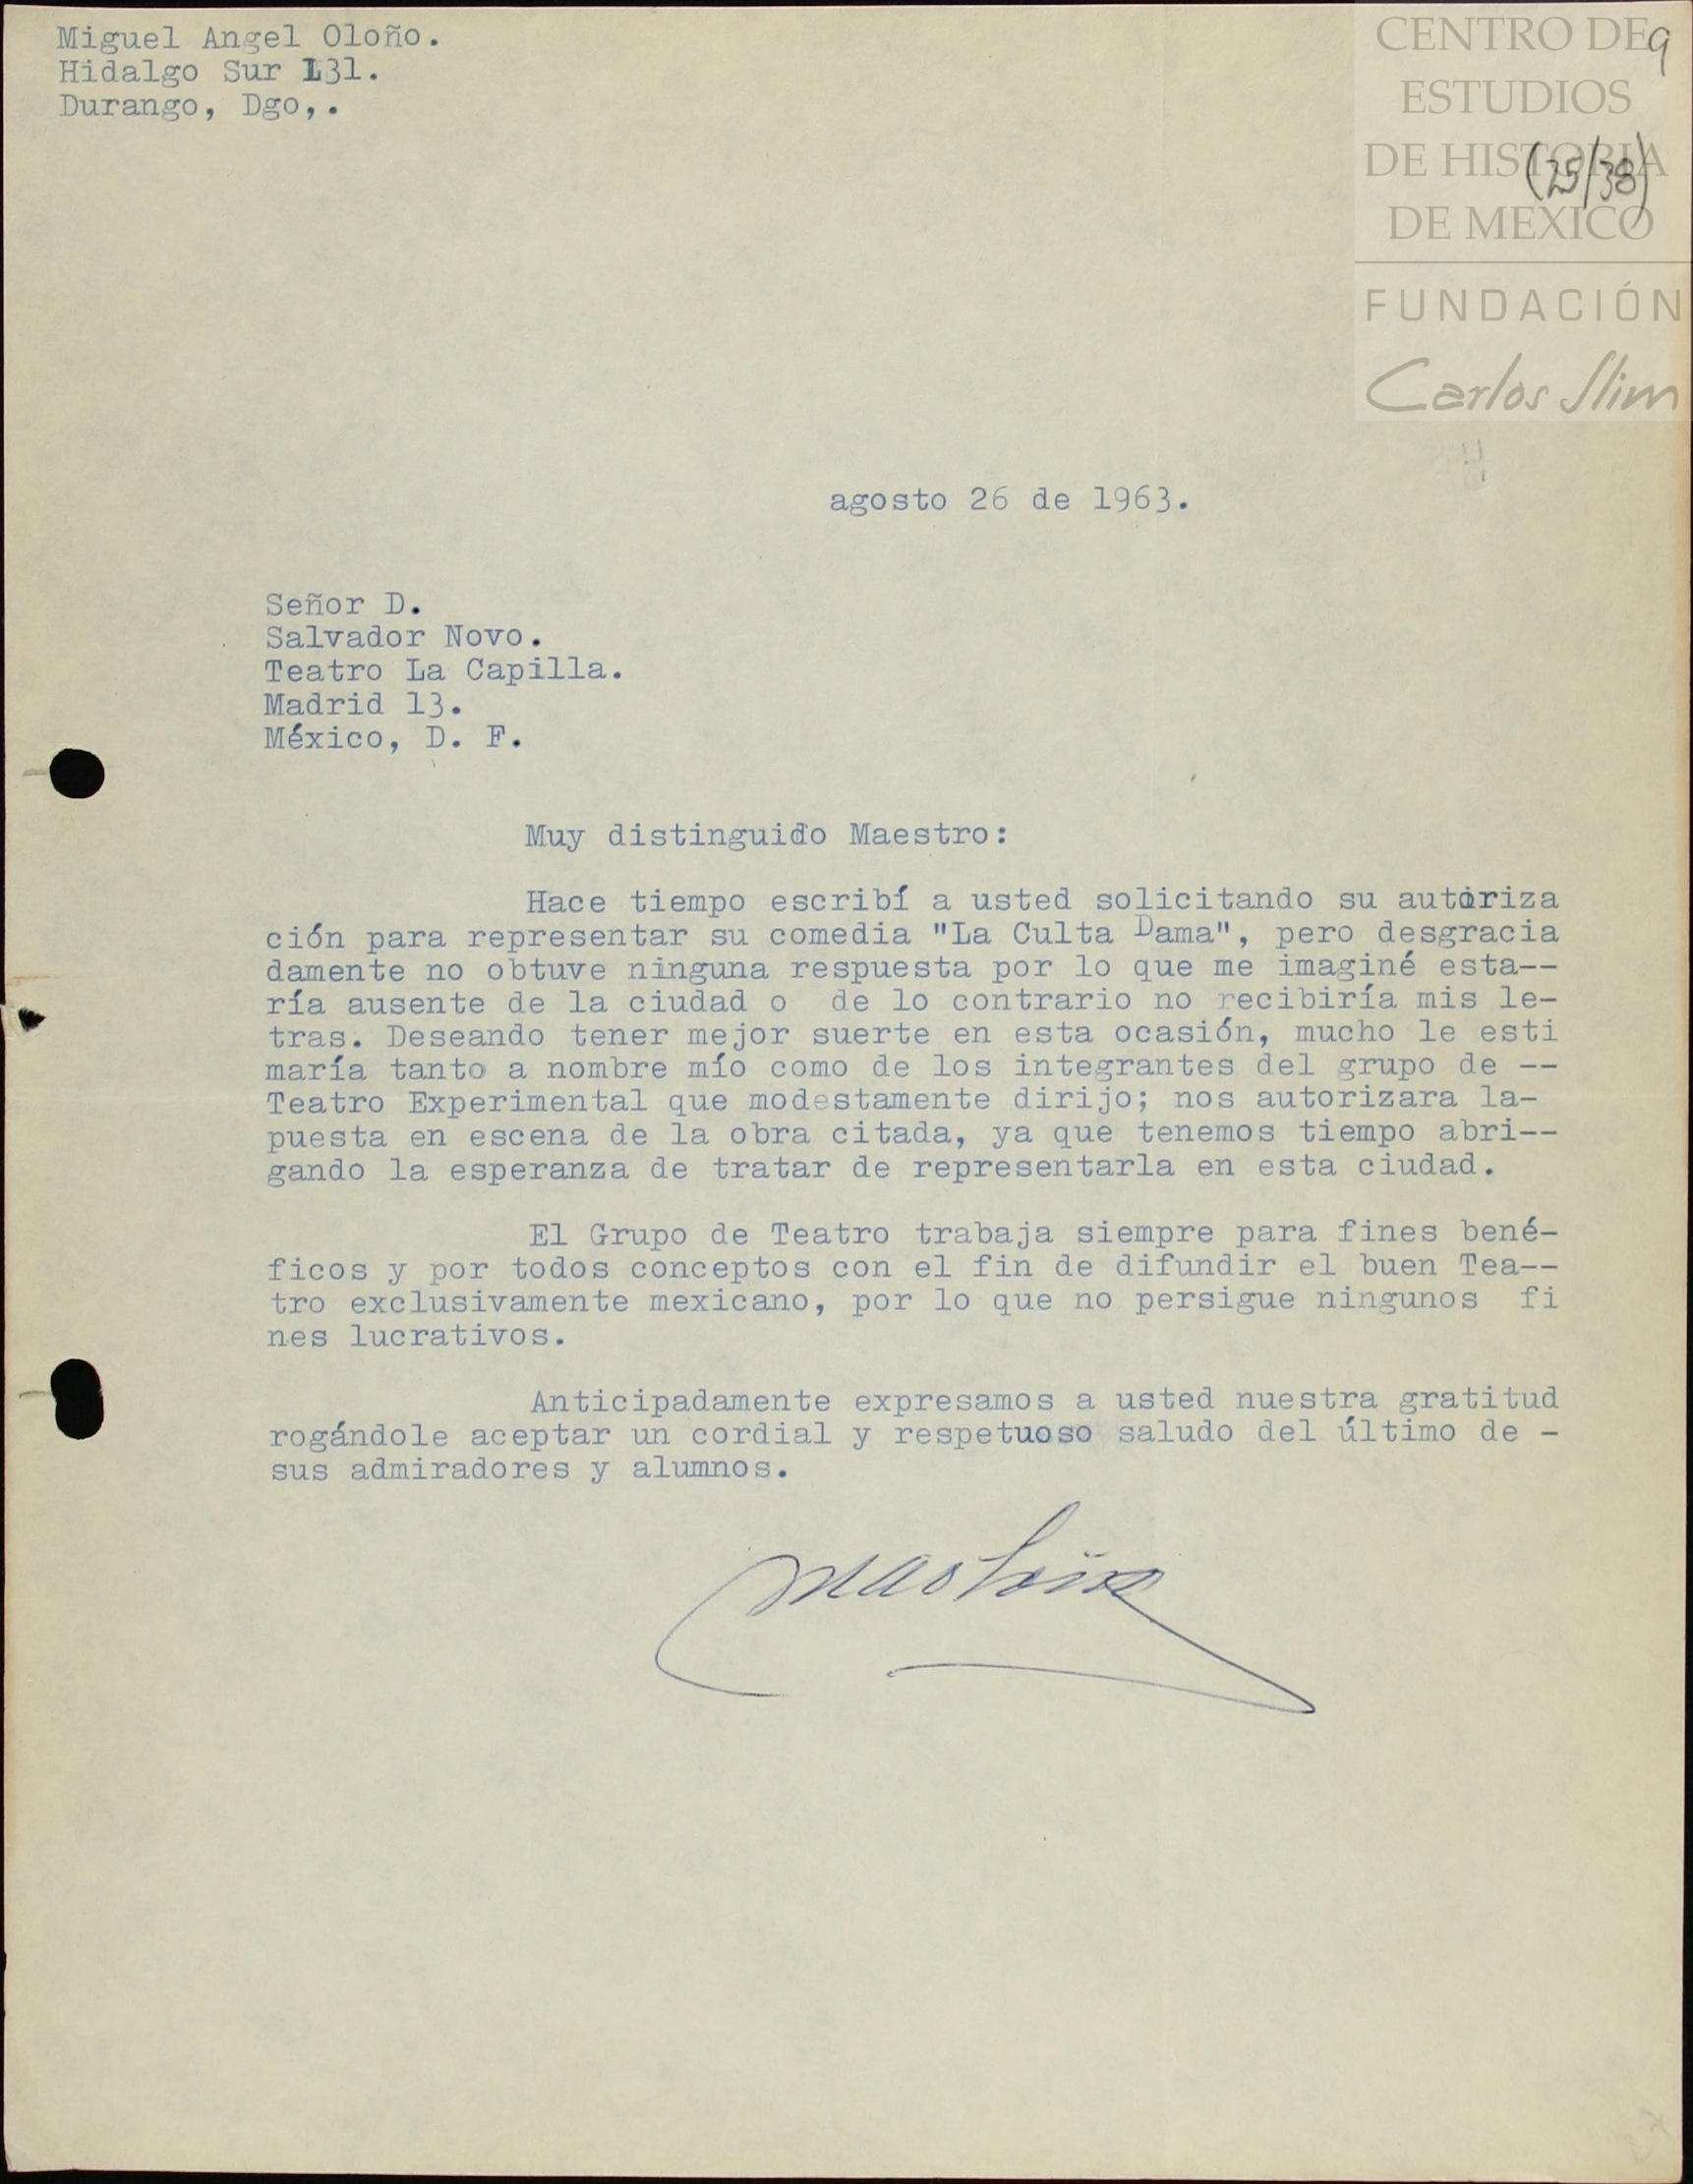 Miguel Angel Oloño.
Hidalgo Sur 131.
Durango, Dgo,.
CENTRO DE
ESTUDIOS
DE HISTORIA
DE MEXICO
FUNDACIÓN
Carlos Slim
9
(25/38)
agosto 26 de 1963.
Señor D.
Salvador Novo.
Teatro La Capilla.
Madrid 13.
México, D. F.
Muy distinguido Maestro:
Hace tiempo escribí a usted solicitando su autoriza
ción para representar su comedia "La Culta Dama", pero desgracia
damente no obtuve ninguna respuesta por lo que me imaginé esta--
ría ausente de la ciudad o  de lo contrario no recibiría mis le-
tras. Deseando tener mejor suerte en esta ocasión, mucho le esti
maría tanto a nombre mío como de los integrantes del grupo de --
Teatro Experimental que modestamente dirijo; nos autorizara la-
puesta en escena de la obra citada, ya que tenemos tiempo abri--
gando la esperanza de tratar de representarla en esta ciudad.
El Grupo de Teatro trabaja siempre para fines bené-
ficos y por todos conceptos con el fin de difundir el buen Tea--
tro exclusivamente mexicano, por lo que no persigue ningunos  fi
nes lucrativos.
Anticipadamente expresamos a usted nuestra gratitud
rogándole aceptar un cordial y respetuoso saludo del último de -
sus admiradores y alumnos.